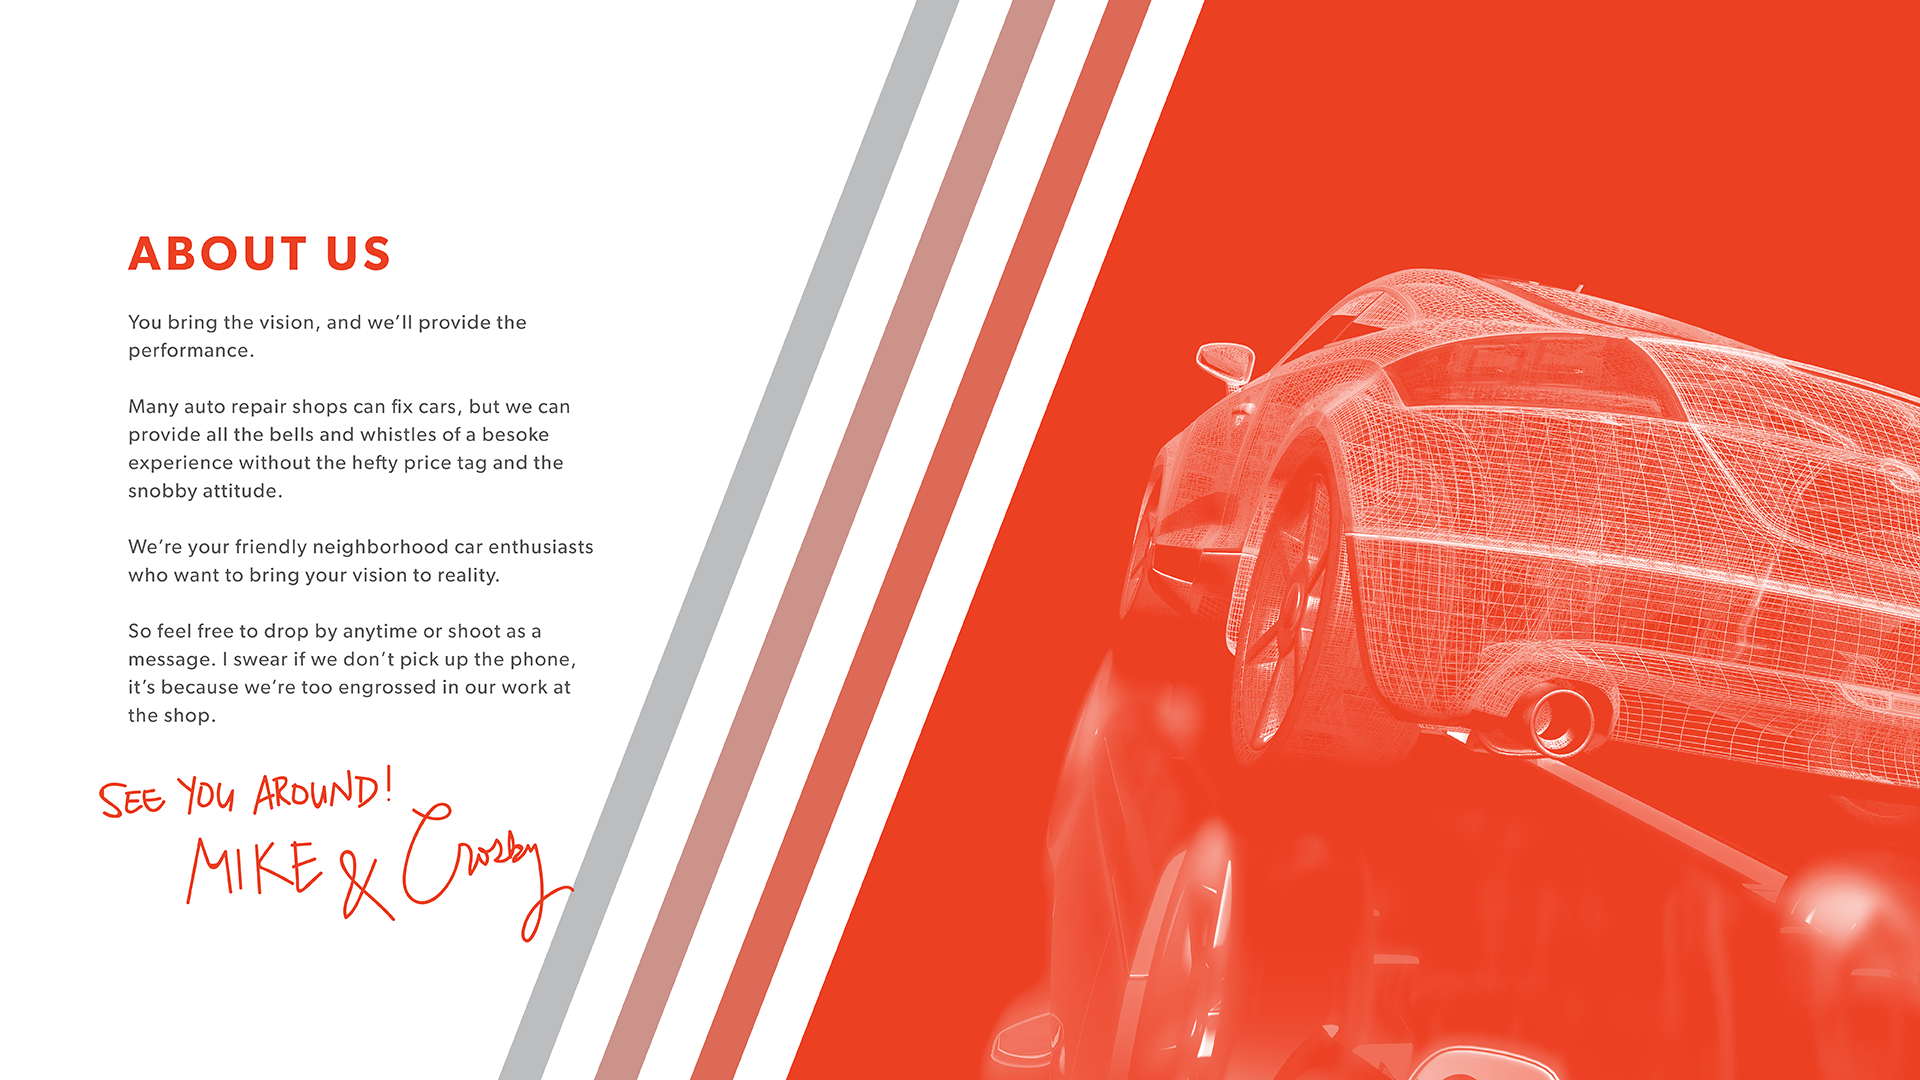 ABOUT US
You bring the vision, and we’ll provide the
performance.
Many auto repair shops can fix cars, but we can
provide all the bells and whistles of a besoke
experience without the hefty price tag and the
snobby attitude.
We’re your friendly neighborhood car enthusiasts
who want to bring your vision to reality.
So feel free to drop by anytime or shoot as a
message. I swear if we don’t pick up the phone,
it’s because we’re too engrossed in our work at
the shop.
SEE YOU AROUND!
MIKE & Crosby